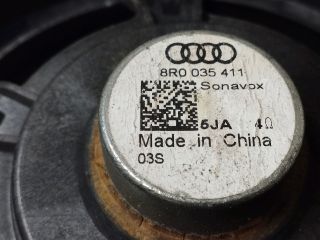 8R0 035 411
Sonavox
5JA 4Ω
Made in China
03S